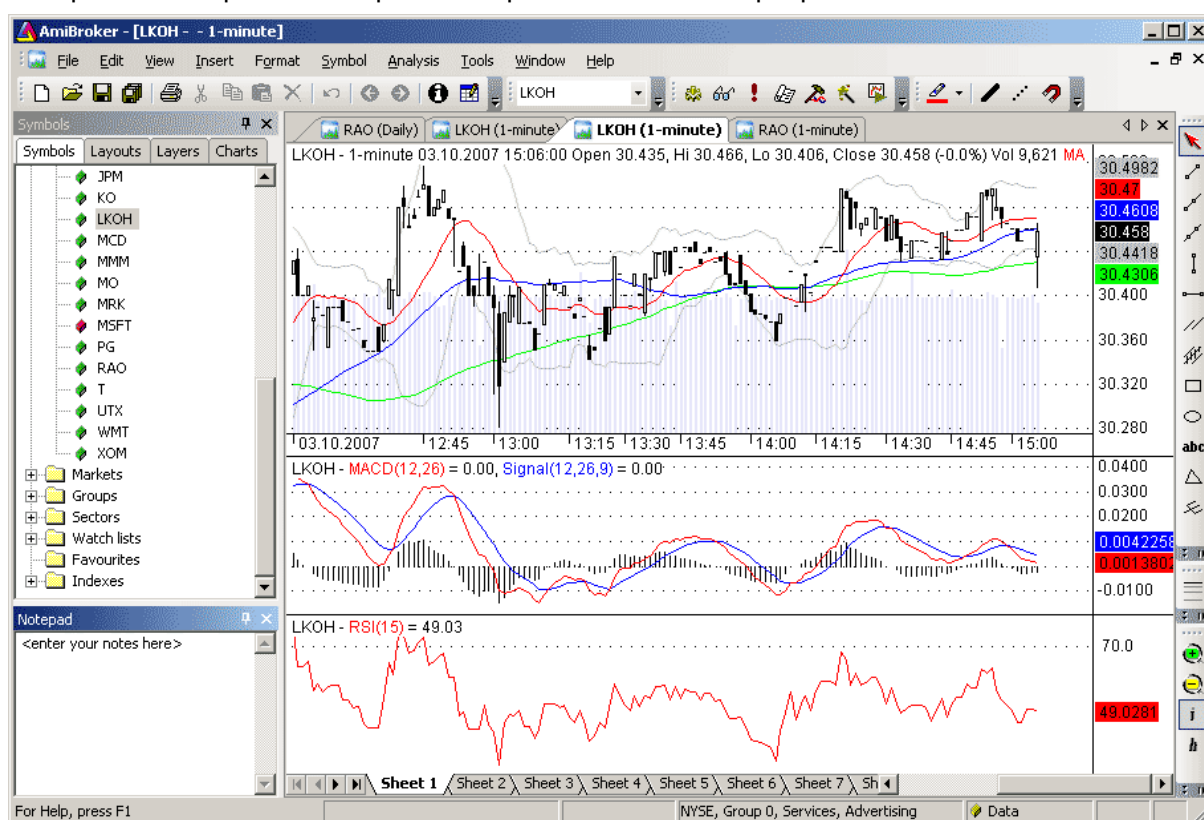 AmiBroker - [LKOH - - 1-minute]
File Edit View Insert Format Symbol Analysis Tools Window Help
LKOH
Symbols
Symbols Layouts Layers Charts
JPM
KO
LKOH
MCD
MMM
MO
MRK
MSFT
PG
RAO
T
UTX
WMT
XOM
Markets
Groups
Sectors
Watch lists
Favourites
Indexes
Notepad
<enter your notes here>
RAO (Daily) LKOH (1-minute) LKOH (1-minute) RAO (1-minute)
LKOH - 1-minute 03.10.2007 15:06:00 Open 30.435, Hi 30.466, Lo 30.406, Close 30.458 (-0.0%) Vol 9,621 MA
30.4982
30.47
30.4608
30.458
30.4418
30.4306
30.400
30.360
30.320
30.280
03.10.2007 12:45 13:00 13:15 13:30 13:45 14:00 14:15 14:30 14:45 15:00
LKOH - MACD(12,26) = 0.00, Signal(12,26,9) = 0.00
0.0400
0.0300
0.0200
0.0042258
0.0013802
-0.0100
LKOH - RSI(15) = 49.03
70.0
49.0281
abc
Sheet 1 Sheet 2 Sheet 3 Sheet 4 Sheet 5 Sheet 6 Sheet 7 Sh
For Help, press F1
NYSE, Group 0, Services, Advertising
Data